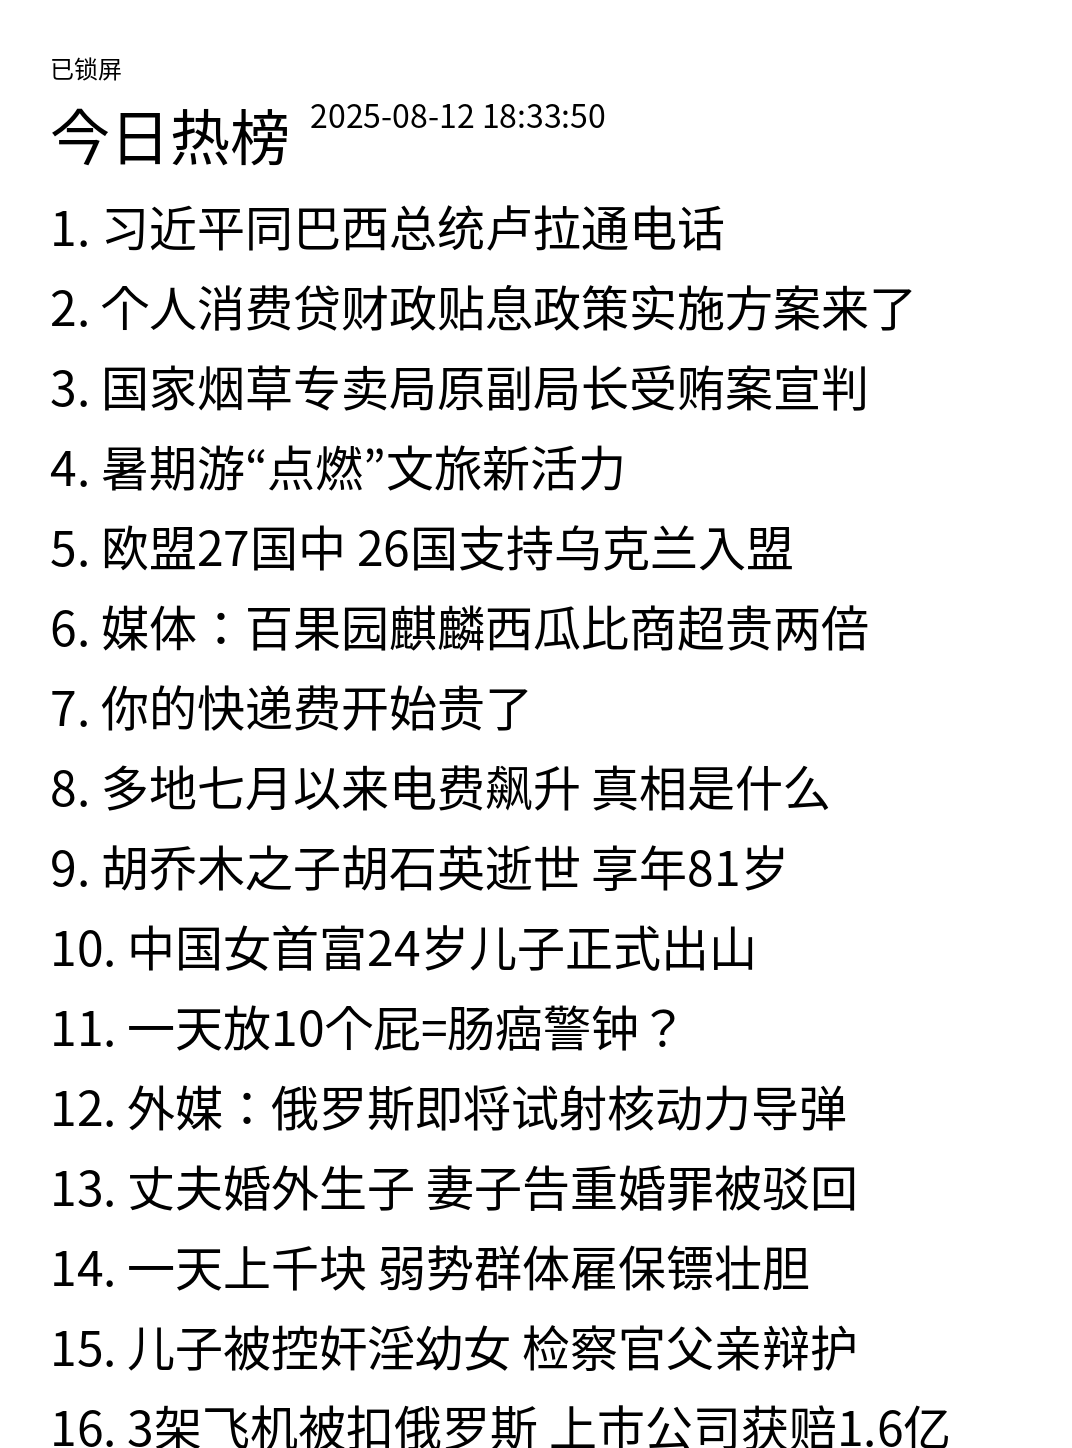 已锁屏
今日热榜 2025-08-12 18:33:50
1. 习近平同巴西总统卢拉通电话
2. 个人消费贷财政贴息政策实施方案来了
3. 国家烟草专卖局原副局长受贿案宣判
4. 暑期游“点燃”文旅新活力
5. 欧盟27国中 26国支持乌克兰入盟
6. 媒体：百果园麒麟西瓜比商超贵两倍
7. 你的快递费开始贵了
8. 多地七月以来电费飙升 真相是什么
9. 胡乔木之子胡石英逝世 享年81岁
10. 中国女首富24岁儿子正式出山
11. 一天放10个屁=肠癌警钟？
12. 外媒：俄罗斯即将试射核动力导弹
13. 丈夫婚外生子 妻子告重婚罪被驳回
14. 一天上千块 弱势群体雇保镖壮胆
15. 儿子被控奸淫幼女 检察官父亲辩护
16. 3架飞机被扣俄罗斯 上市公司获赔1.6亿